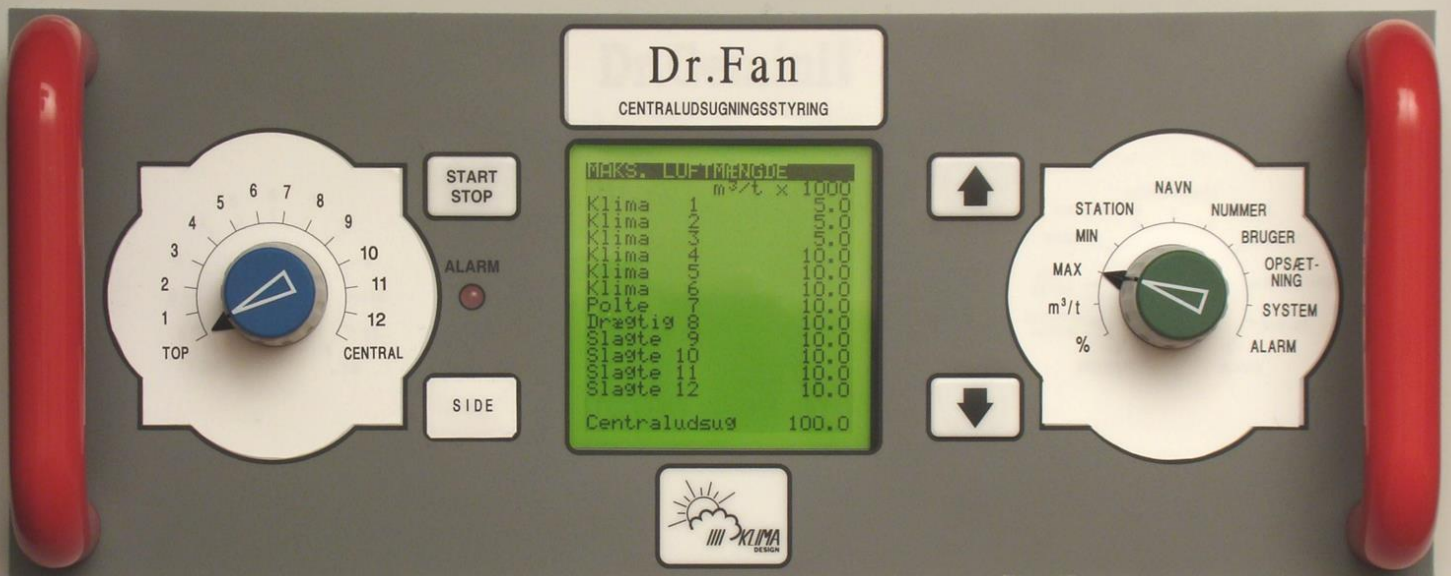 Dr.Fan
CENTRALUDSUGNINGSSTYRING
TOP
1
2
3
4
5
6
7
8
9
10
11
12
CENTRAL
START
STOP
ALARM
SIDE
MAKS. LUFTMÆNGDE
m³/t x 1000
Klima 1 5.0
Klima 2 5.0
Klima 3 5.0
Klima 4 10.0
Klima 5 10.0
Klima 6 10.0
Polte 7 10.0
Drægtig 8 10.0
Slagte 9 10.0
Slagte 10 10.0
Slagte 11 10.0
Slagte 12 10.0
Centraludsug 100.0
KLIMA
DESIGN
%
m³/t
MAX
MIN
STATION
NAVN
NUMMER
BRUGER
OPSÆT-
NING
SYSTEM
ALARM